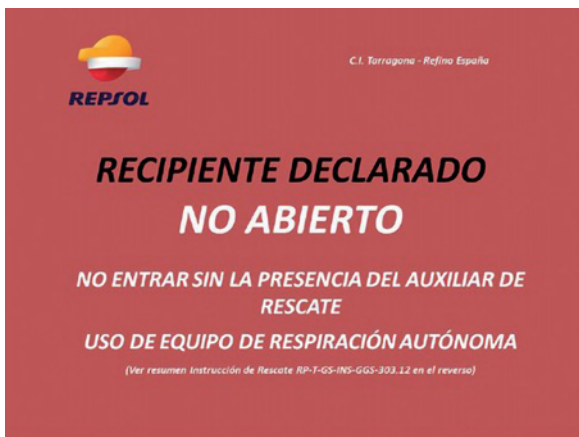 C.I. Tarragona - Refino España
REPSOL
RECIPIENTE DECLARADO
NO ABIERTO
NO ENTRAR SIN LA PRESENCIA DEL AUXILIAR DE
RESCATE
USO DE EQUIPO DE RESPIRACIÓN AUTÓNOMA
(Ver resumen Instrucción de Rescate RP-T-GS-INS-GGS-303.12 en el reverso)